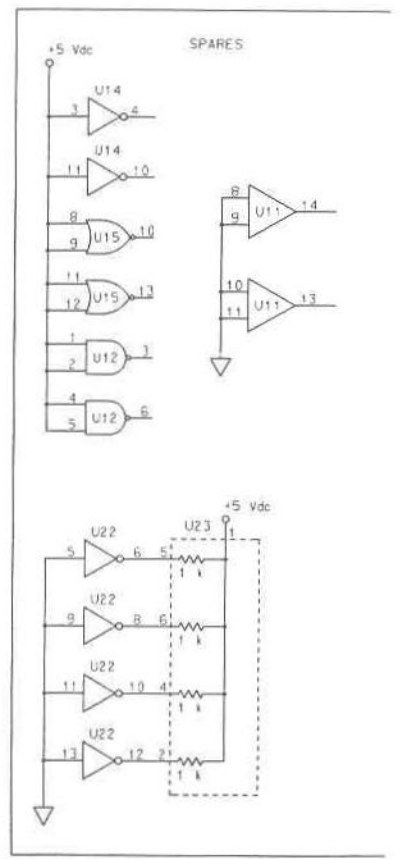 SPARES
+5 Vdc
U14
3 4
U14
11 10
8
U15 10
9
11
U15 13
12
1
U12 3
2
4
U12 6
5
8
U11 14
9
10
U11 13
11
+5 Vdc
U23 1
U22
5 6 5
1 k
U22
9 8 6
1 k
U22
11 10 4
1 k
U22
13 12 2
1 k